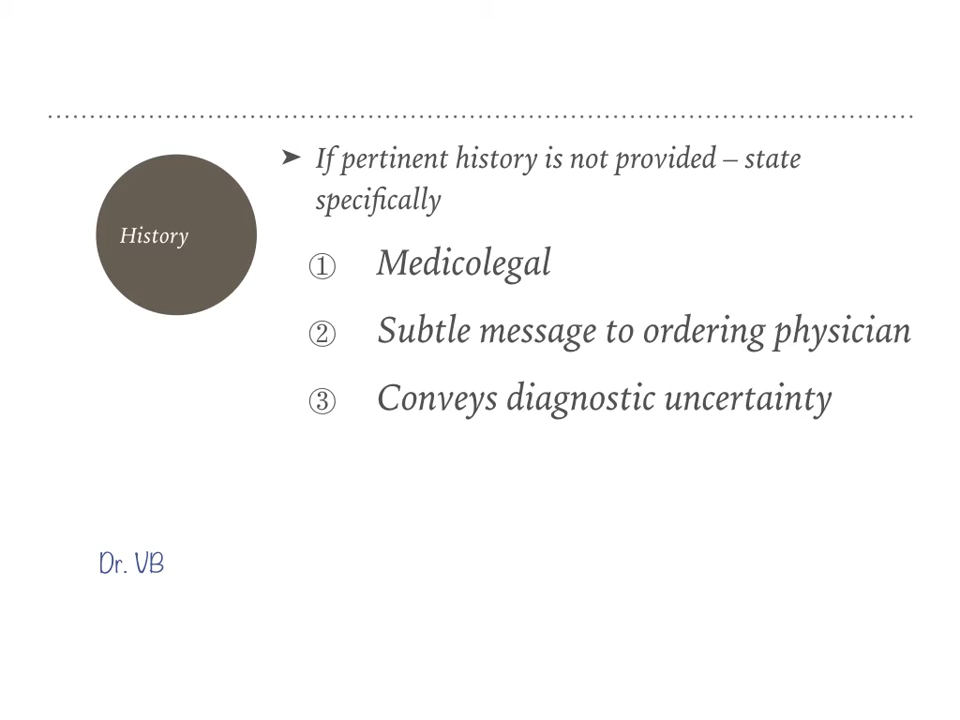 History
➤ If pertinent history is not provided – state
specifically
① Medicolegal
② Subtle message to ordering physician
③ Conveys diagnostic uncertainty
Dr. VB